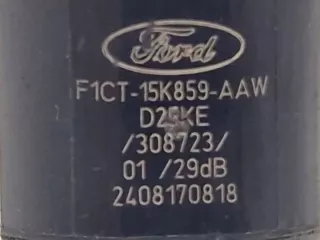 Ford
F1CT-15K859-AAW
D25KE
/308723/
01 /29dB
2408170818